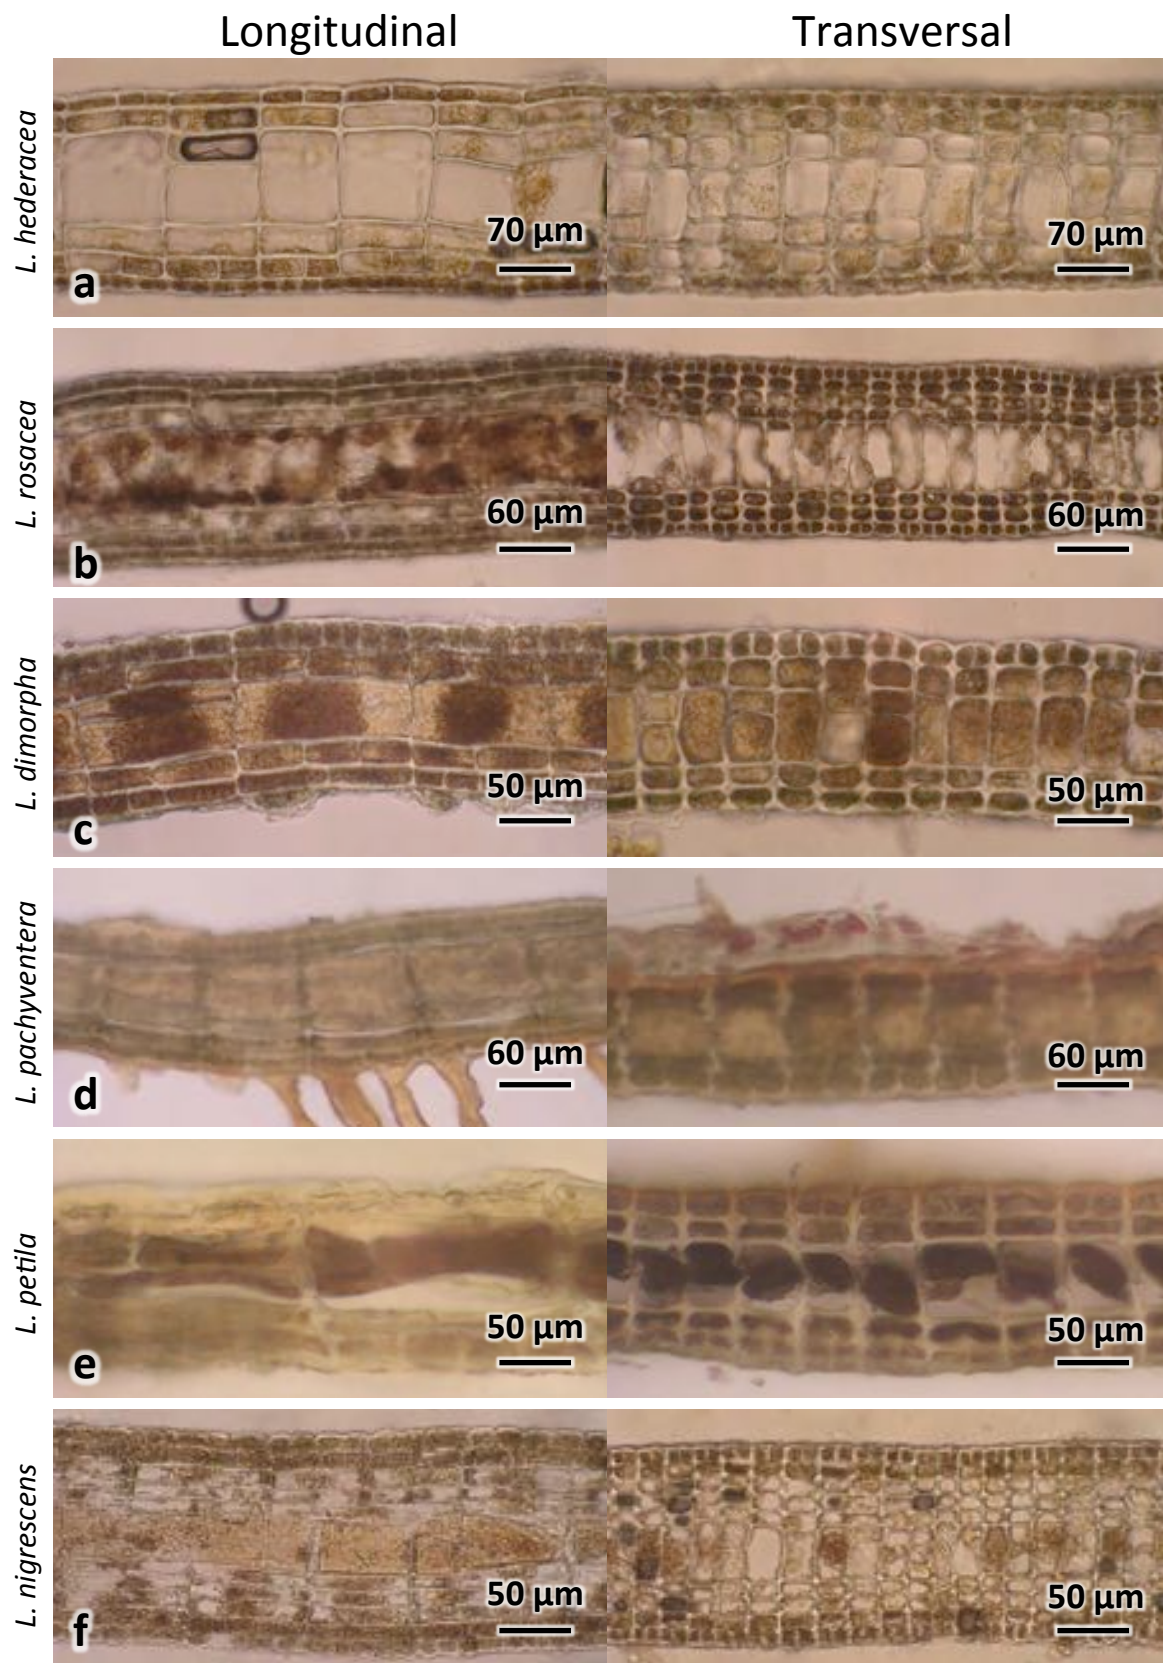 Longitudinal Transversal
L. hederacea
70 µm 70 µm
a
L. rosacea
60 µm 60 µm
b
L. dimorpha
50 µm 50 µm
c
L. pachyventera
60 µm 60 µm
d
L. petila
50 µm 50 µm
e
L. nigrescens
50 µm 50 µm
f